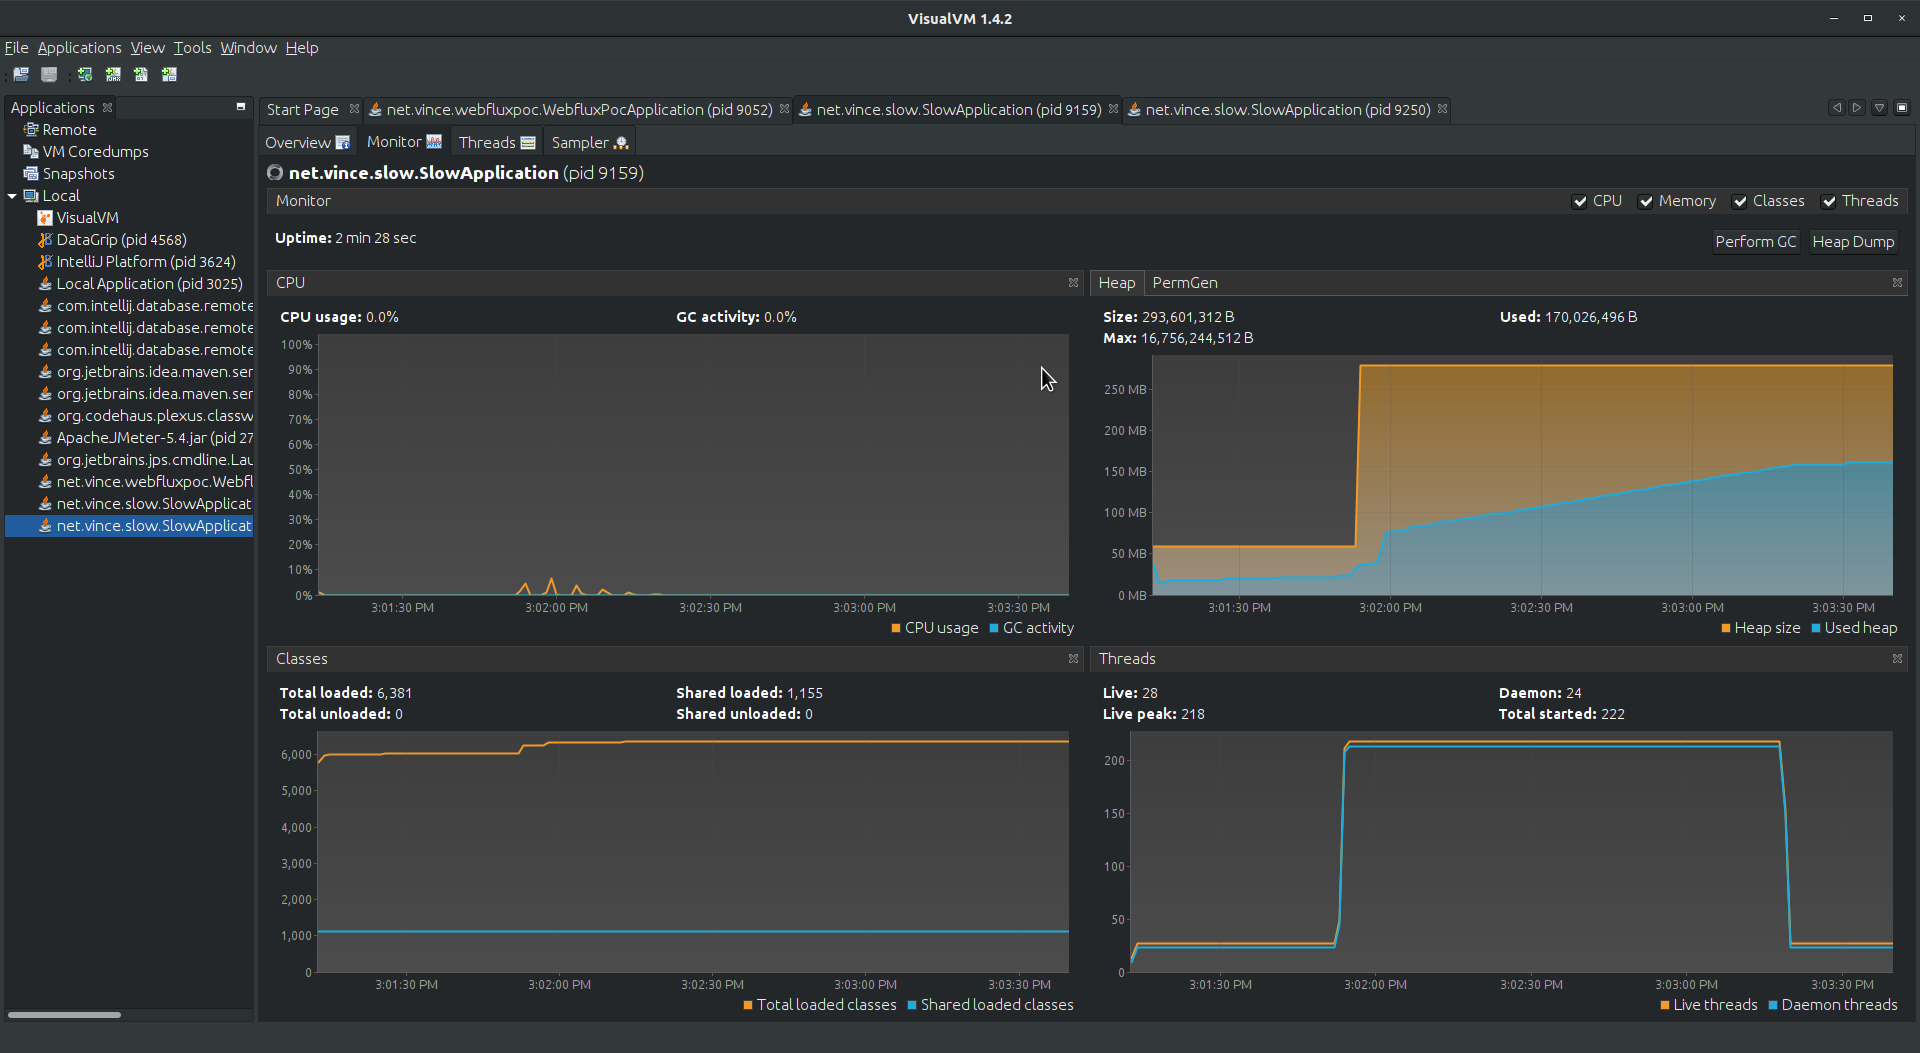 VisualVM 1.4.2
File Applications View Tools Window Help
Applications
Remote
VM Coredumps
Snapshots
Local
VisualVM
DataGrip (pid 4568)
IntelliJ Platform (pid 3624)
Local Application (pid 3025)
com.intellij.database.remote
com.intellij.database.remote
com.intellij.database.remote
org.jetbrains.idea.maven.ser
org.jetbrains.idea.maven.ser
org.codehaus.plexus.classw
ApacheJMeter-5.4.jar (pid 27
org.jetbrains.jps.cmdline.Lau
net.vince.webfluxpoc.Webfl
net.vince.slow.SlowApplicat
net.vince.slow.SlowApplicat
Start Page net.vince.webfluxpoc.WebfluxPocApplication (pid 9052) net.vince.slow.SlowApplication (pid 9159) net.vince.slow.SlowApplication (pid 9250)
Overview Monitor Threads Sampler
net.vince.slow.SlowApplication (pid 9159)
Monitor CPU Memory Classes Threads
Uptime: 2 min 28 sec
Perform GC Heap Dump
CPU
CPU usage: 0.0% GC activity: 0.0%
100%
90%
80%
70%
60%
50%
40%
30%
20%
10%
0%
3:01:30 PM 3:02:00 PM 3:02:30 PM 3:03:00 PM 3:03:30 PM
CPU usage GC activity
Heap PermGen
Size: 293,601,312 B Used: 170,026,496 B
Max: 16,756,244,512 B
250 MB
200 MB
150 MB
100 MB
50 MB
0 MB
3:01:30 PM 3:02:00 PM 3:02:30 PM 3:03:00 PM 3:03:30 PM
Heap size Used heap
Classes
Total loaded: 6,381 Shared loaded: 1,155
Total unloaded: 0 Shared unloaded: 0
6,000
5,000
4,000
3,000
2,000
1,000
0
3:01:30 PM 3:02:00 PM 3:02:30 PM 3:03:00 PM 3:03:30 PM
Total loaded classes Shared loaded classes
Threads
Live: 28 Daemon: 24
Live peak: 218 Total started: 222
200
150
100
50
0
3:01:30 PM 3:02:00 PM 3:02:30 PM 3:03:00 PM 3:03:30 PM
Live threads Daemon threads